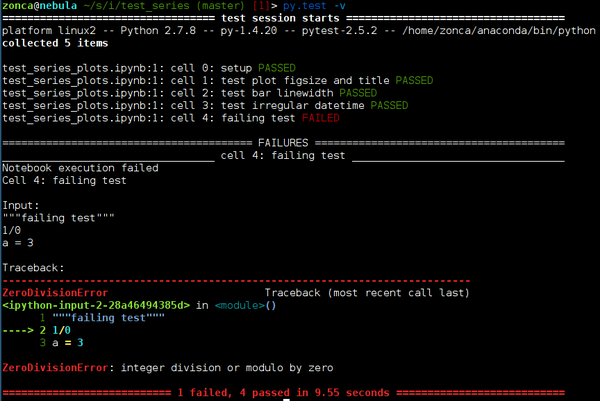 zonca@nebula ~/s/i/test_series (master) [1]> py.test -v
============================== test session starts ===============================
platform linux2 -- Python 2.7.8 -- py-1.4.20 -- pytest-2.5.2 -- /home/zonca/anaconda/bin/python
collected 5 items
test_series_plots.ipynb:1: cell 0: setup PASSED
test_series_plots.ipynb:1: cell 1: test plot figsize and title PASSED
test_series_plots.ipynb:1: cell 2: test bar linewidth PASSED
test_series_plots.ipynb:1: cell 3: test irregular datetime PASSED
test_series_plots.ipynb:1: cell 4: failing test FAILED
==================================== FAILURES ====================================
______________________________ cell 4: failing test ______________________________
Notebook execution failed
Cell 4: failing test
Input:
"""failing test"""
1/0
a = 3
Traceback:
---------------------------------------------------------------------------
ZeroDivisionError                         Traceback (most recent call last)
<ipython-input-2-28a46494385d> in <module>()
      1 """failing test"""
----> 2 1/0
      3 a = 3
ZeroDivisionError: integer division or modulo by zero
======================= 1 failed, 4 passed in 9.55 seconds =======================